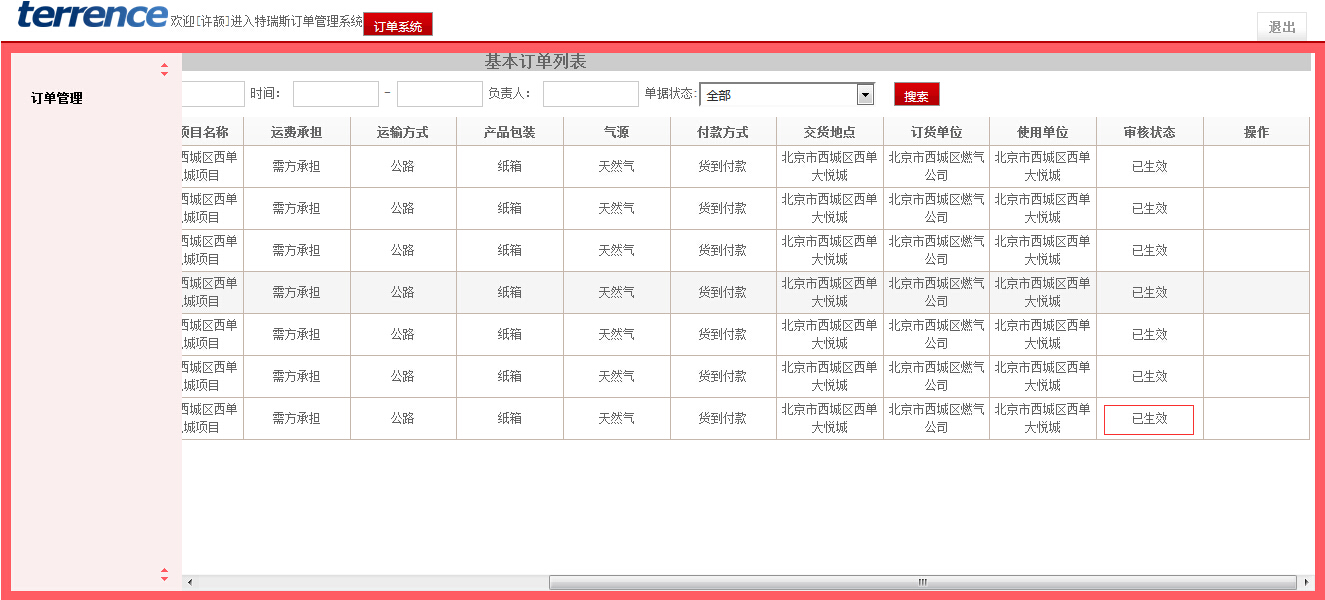 terrence 欢迎[许颉]进入特瑞斯订单管理系统 订单系统 退出
基本订单列表
订单管理
时间： - 负责人： 单据状态: 全部 搜索
项目名称 运费承担 运输方式 产品包装 气源 付款方式 交货地点 订货单位 使用单位 审核状态 操作
西城区西单 需方承担 公路 纸箱 天然气 货到付款 北京市西城区西单 北京市西城区燃气 北京市西城区西单 已生效
城项目 大悦城 公司 大悦城
西城区西单 需方承担 公路 纸箱 天然气 货到付款 北京市西城区西单 北京市西城区燃气 北京市西城区西单 已生效
城项目 大悦城 公司 大悦城
西城区西单 需方承担 公路 纸箱 天然气 货到付款 北京市西城区西单 北京市西城区燃气 北京市西城区西单 已生效
城项目 大悦城 公司 大悦城
西城区西单 需方承担 公路 纸箱 天然气 货到付款 北京市西城区西单 北京市西城区燃气 北京市西城区西单 已生效
城项目 大悦城 公司 大悦城
西城区西单 需方承担 公路 纸箱 天然气 货到付款 北京市西城区西单 北京市西城区燃气 北京市西城区西单 已生效
城项目 大悦城 公司 大悦城
西城区西单 需方承担 公路 纸箱 天然气 货到付款 北京市西城区西单 北京市西城区燃气 北京市西城区西单 已生效
城项目 大悦城 公司 大悦城
西城区西单 需方承担 公路 纸箱 天然气 货到付款 北京市西城区西单 北京市西城区燃气 北京市西城区西单 已生效
城项目 大悦城 公司 大悦城